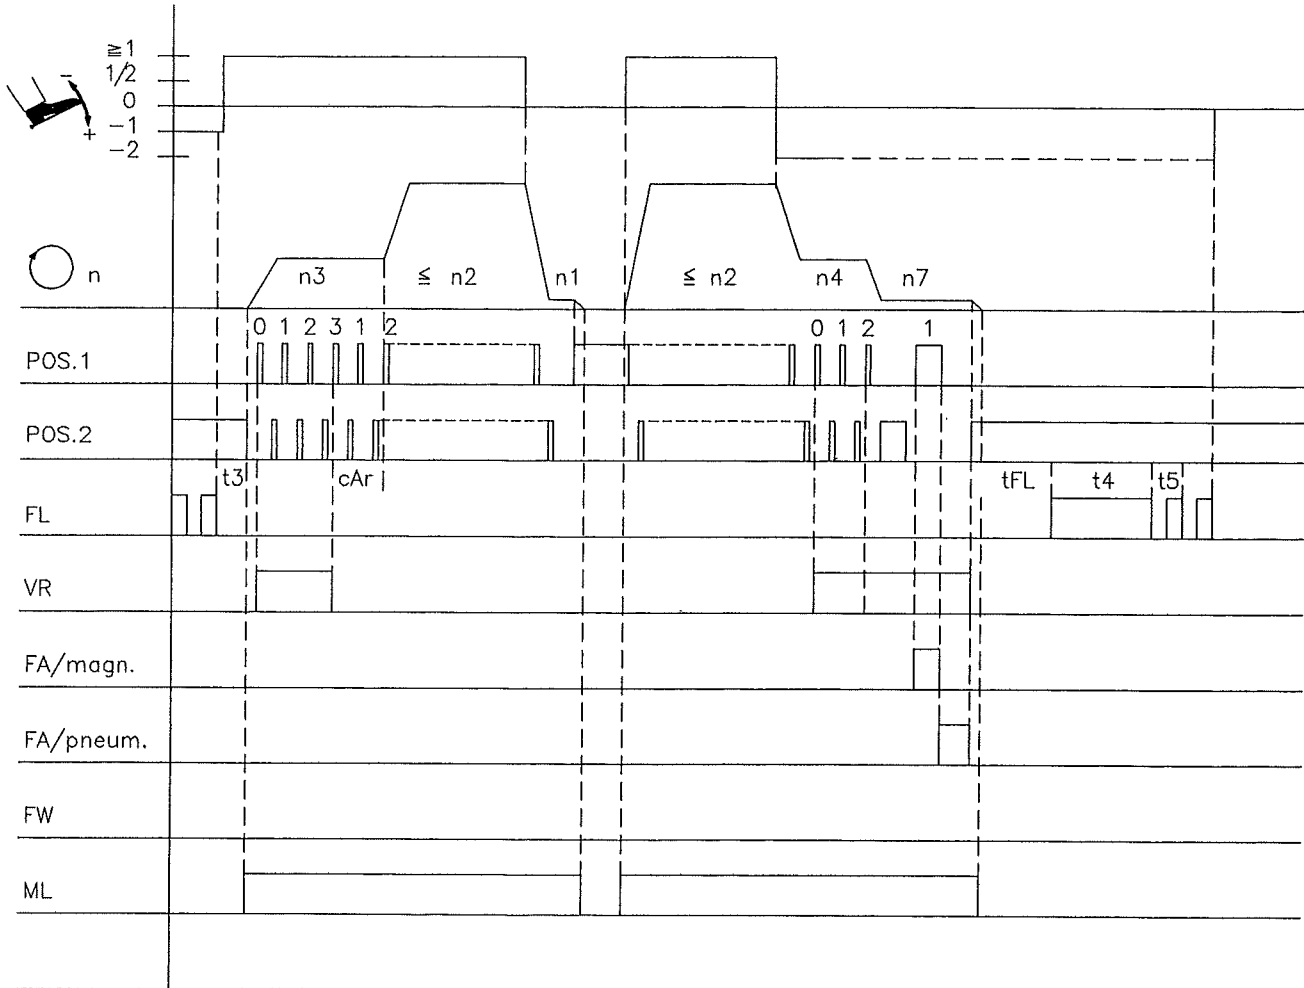 ≧1
1/2
0
−1
−2
−
+
n
n3
≦ n2
n1
≦ n2
n4
n7
0 1 2 3 1 2
0 1 2
1
POS.1
POS.2
t3
cAr
tFL
t4
t5
FL
VR
FA/magn.
FA/pneum.
FW
ML